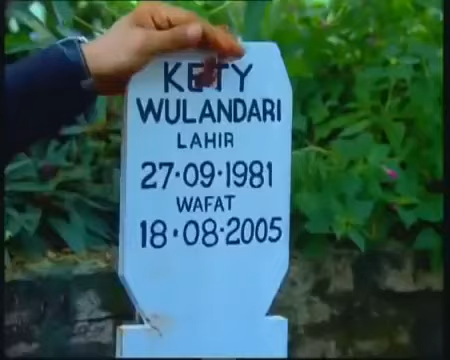 KETY
WULANDARI
LAHIR
27·09·1981
WAFAT
18·08·2005